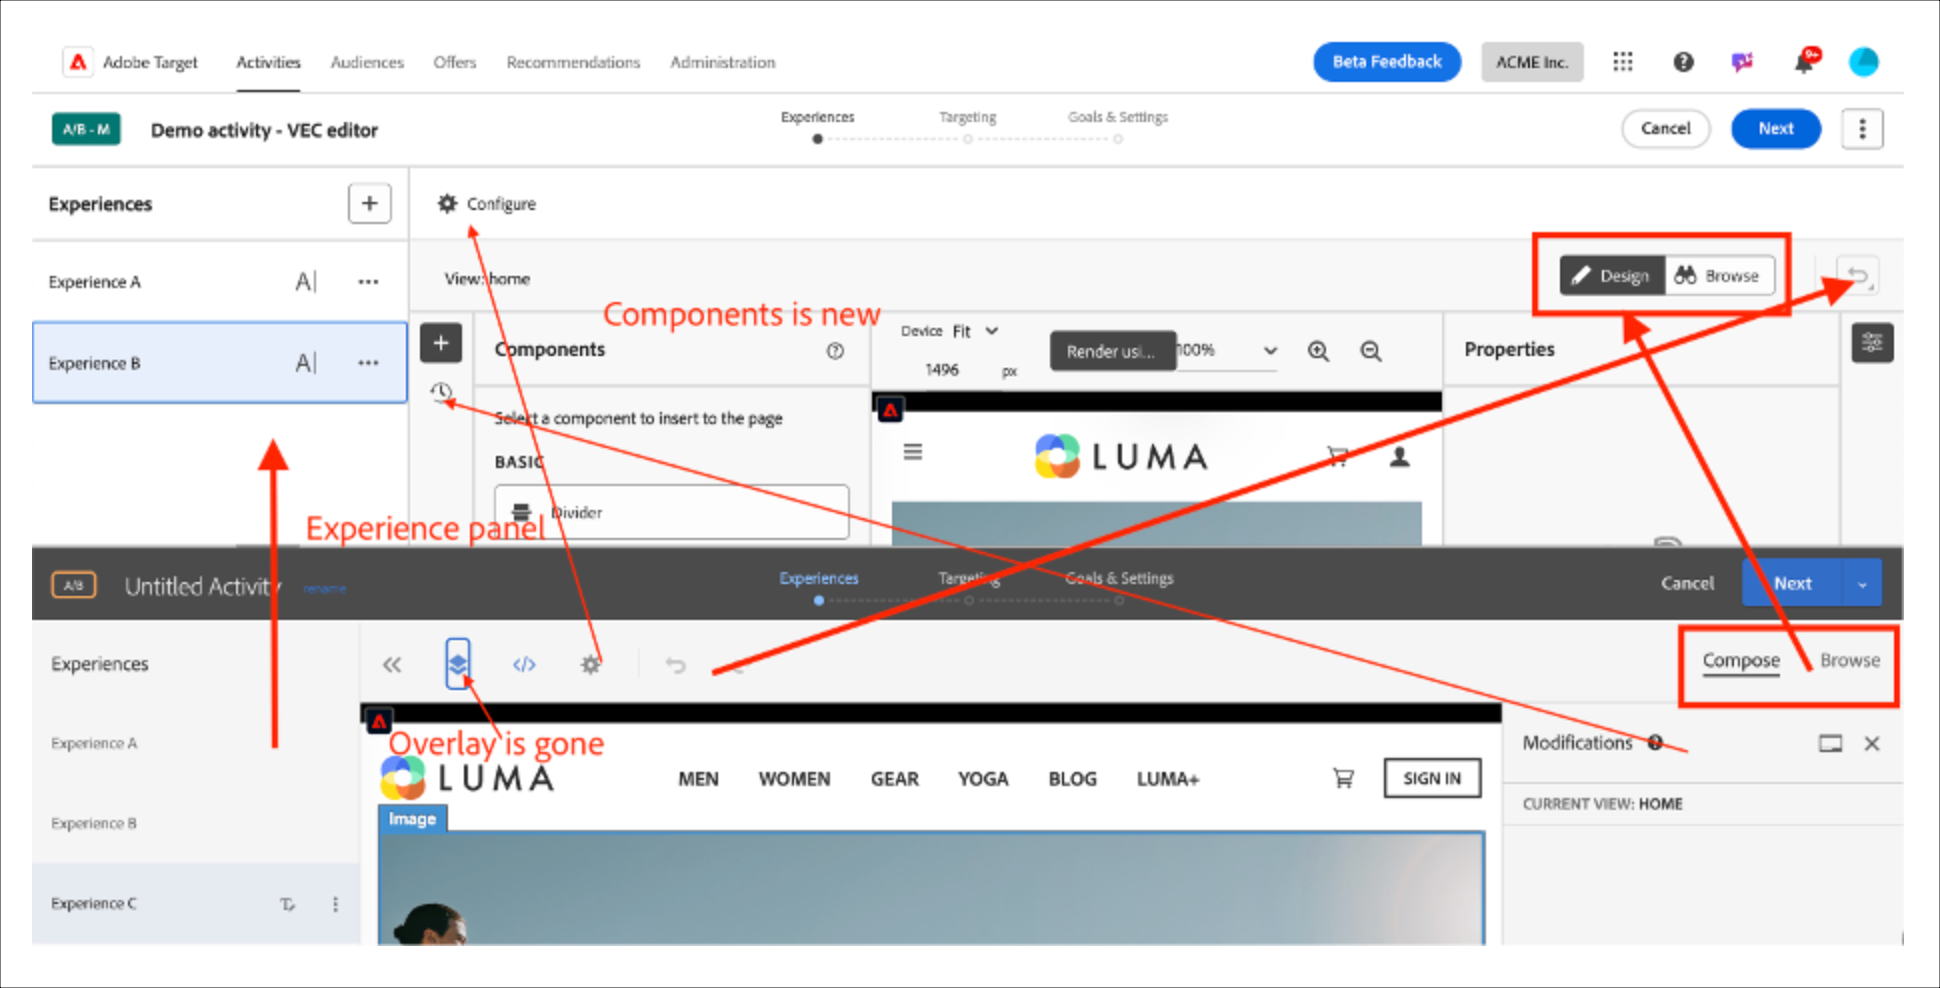 Adobe Target Activities Audiences Offers Recommendations Administration Beta Feedback ACME Inc. 9+
A/B - M Demo activity - VEC editor Experiences Targeting Goals & Settings Cancel Next
Experiences + Configure
Experience A A| View: home Design Browse
Components is new
Experience B A| + Components Device Fit 1496 px Render usi... 100% Properties
Select a component to insert to the page
BASIC
LUMA
Divider
Experience panel
A/B Untitled Activity rename Experiences Targeting Goals & Settings Cancel Next
Experiences </> Compose Browse
Experience A Overlay is gone Modifications
LUMA MEN WOMEN GEAR YOGA BLOG LUMA+ SIGN IN
CURRENT VIEW: HOME
Experience B Image
Experience C